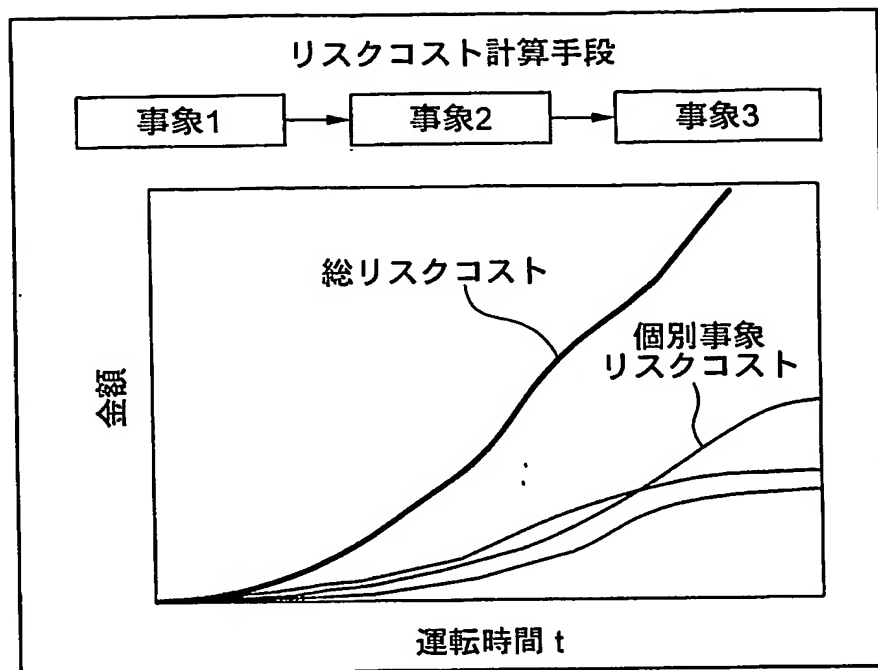 リスクコスト計算手段
事象1
事象2
事象3
総リスクコスト
個別事象
リスクコスト
金額
運転時間 t